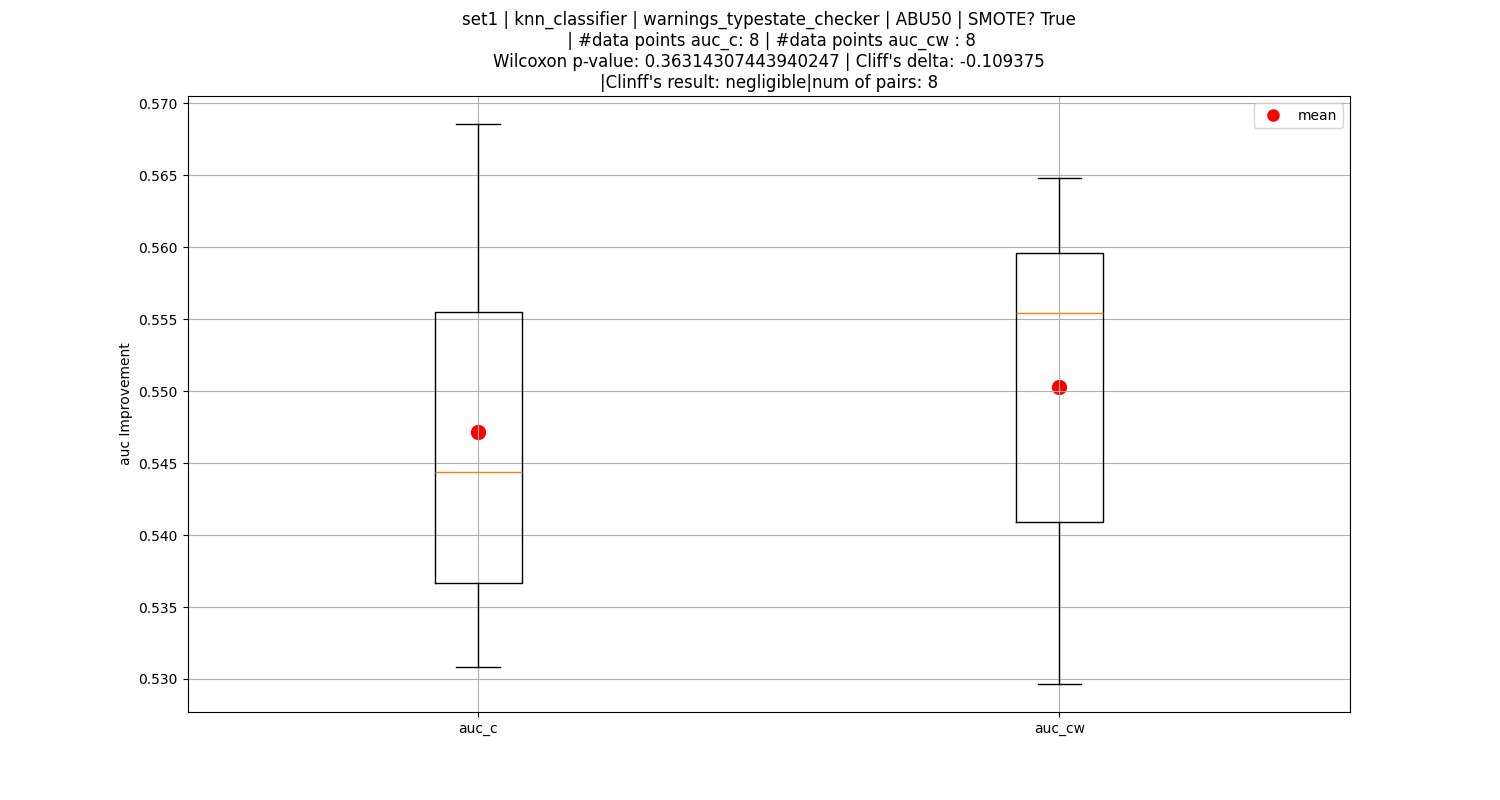 set1 | knn_classifier | warnings_typestate_checker | ABU50 | SMOTE? True
| #data points auc_c: 8 | #data points auc_cw : 8
Wilcoxon p-value: 0.36314307443940247 | Cliff's delta: -0.109375
|Clinff's result: negligible|num of pairs: 8
mean
0.570
0.565
0.560
0.555
0.550
0.545
0.540
0.535
0.530
auc Improvement
auc_c
auc_cw